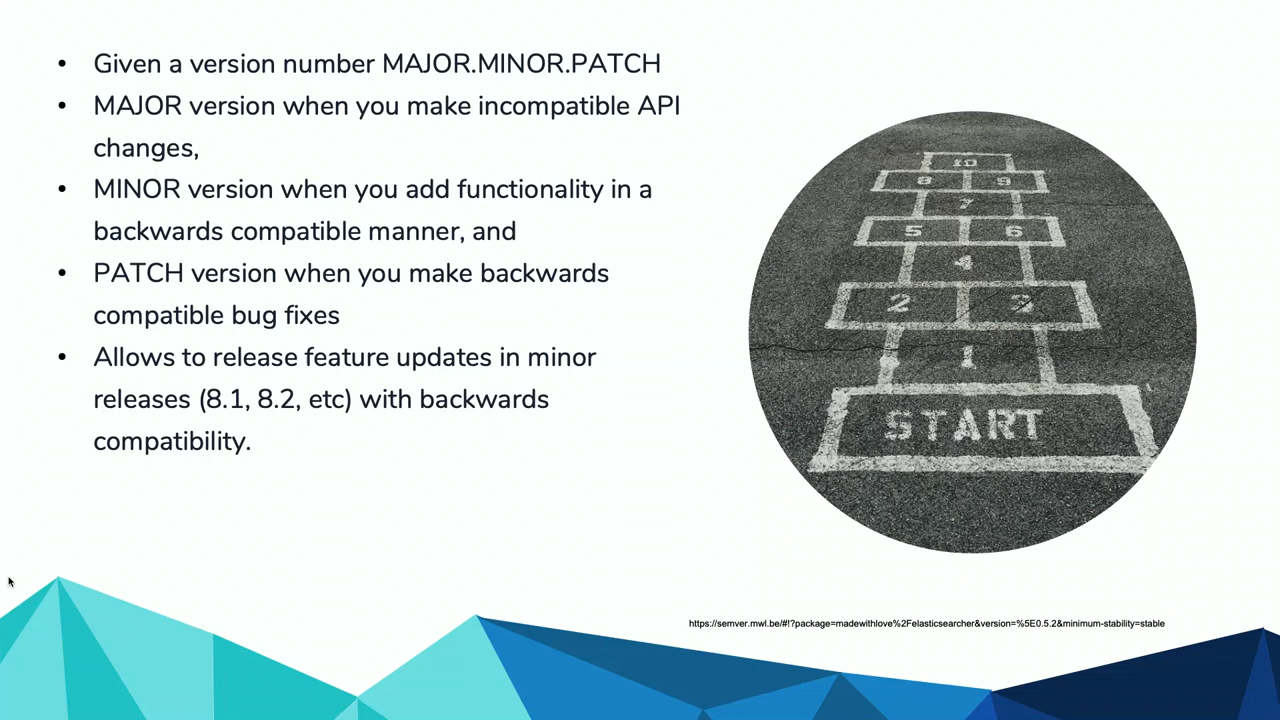 • Given a version number MAJOR.MINOR.PATCH
• MAJOR version when you make incompatible API
changes,
• MINOR version when you add functionality in a
backwards compatible manner, and
• PATCH version when you make backwards
compatible bug fixes
• Allows to release feature updates in minor
releases (8.1, 8.2, etc) with backwards
compatibility.
10
8 9
7
5 6
4
2 3
1
START
https://semver.mwl.be/#!?package=madewithlove%2Felasticsearcher&version=%5E0.5.2&minimum-stability=stable